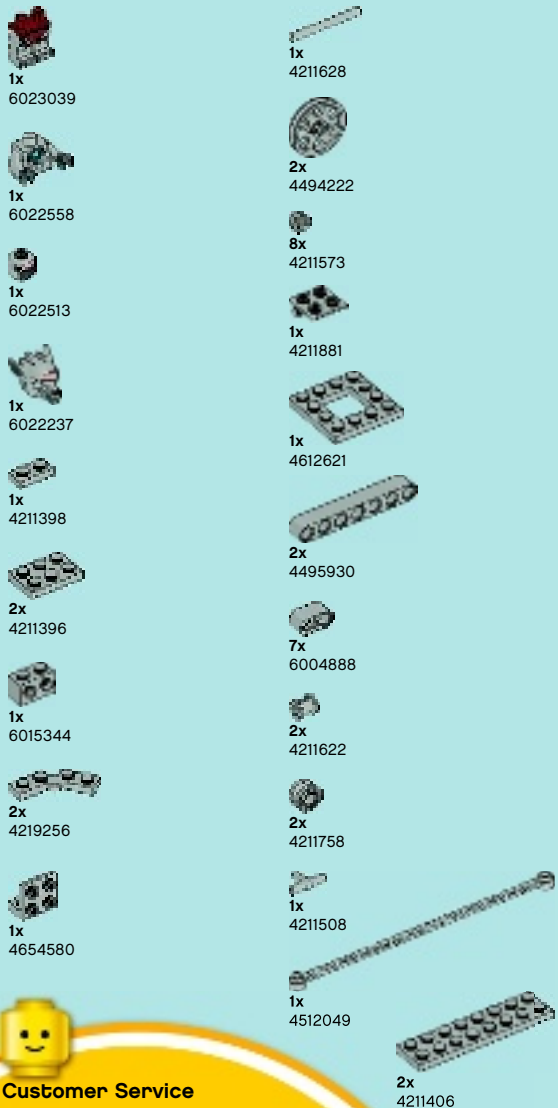 1x
6023039
1x
6022558
1x
6022513
1x
6022237
1x
4211398
2x
4211396
1x
6015344
2x
4219256
1x
4654580
1x
4211628
2x
4494222
8x
4211573
1x
4211881
1x
4612621
2x
4495930
7x
6004888
2x
4211622
2x
4211758
1x
4211508
1x
4512049
2x
4211406
Customer Service